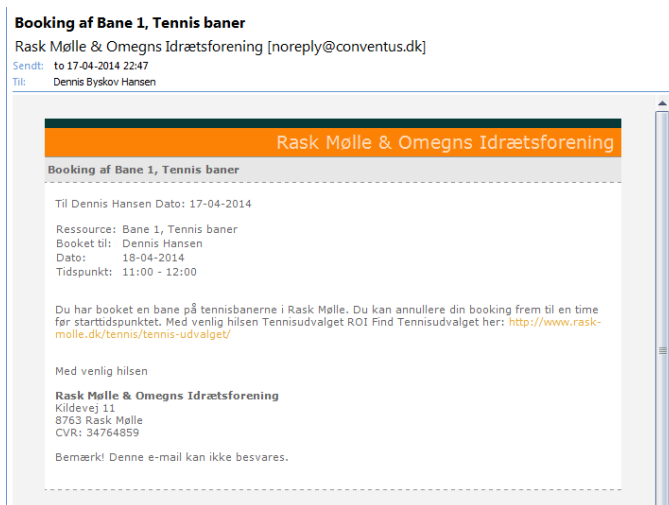 Booking af Bane 1, Tennis baner
Rask Mølle & Omegns Idrætsforening [noreply@conventus.dk]
Sendt: to 17-04-2014 22:47
Til: Dennis Byskov Hansen
Rask Mølle & Omegns Idrætsforening
Booking af Bane 1, Tennis baner
Til Dennis Hansen Dato: 17-04-2014
Ressource: Bane 1, Tennis baner
Booket til: Dennis Hansen
Dato: 18-04-2014
Tidspunkt: 11:00 - 12:00
Du har booket en bane på tennisbanerne i Rask Mølle. Du kan annullere din booking frem til en time
før starttidspunktet. Med venlig hilsen Tennisudvalget ROI Find Tennisudvalget her: http://www.rask-
molle.dk/tennis/tennis-udvalget/
Med venlig hilsen
Rask Mølle & Omegns Idrætsforening
Kildevej 11
8763 Rask Mølle
CVR: 34764859
Bemærk! Denne e-mail kan ikke besvares.